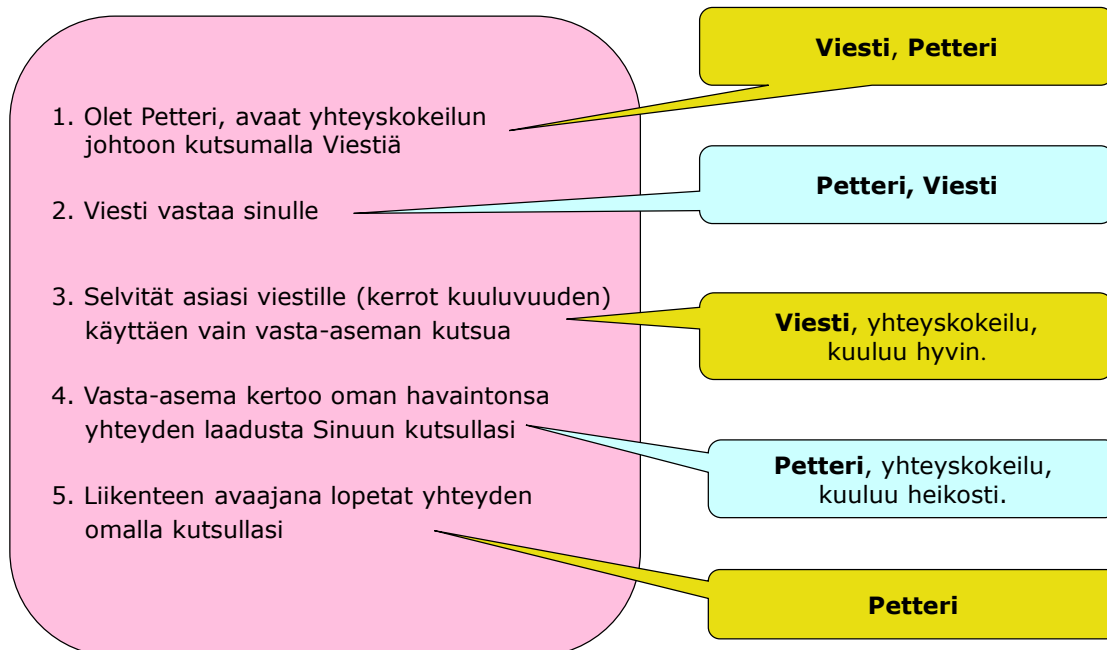 Viesti, Petteri
1. Olet Petteri, avaat yhteyskokeilun
johtoon kutsumalla Viestiä
Petteri, Viesti
2. Viesti vastaa sinulle
3. Selvität asiasi viestille (kerrot kuuluvuuden)
käyttäen vain vasta-aseman kutsua
Viesti, yhteyskokeilu,
kuuluu hyvin.
4. Vasta-asema kertoo oman havaintonsa
yhteyden laadusta Sinuun kutsullasi
Petteri, yhteyskokeilu,
kuuluu heikosti.
5. Liikenteen avaajana lopetat yhteyden
omalla kutsullasi
Petteri